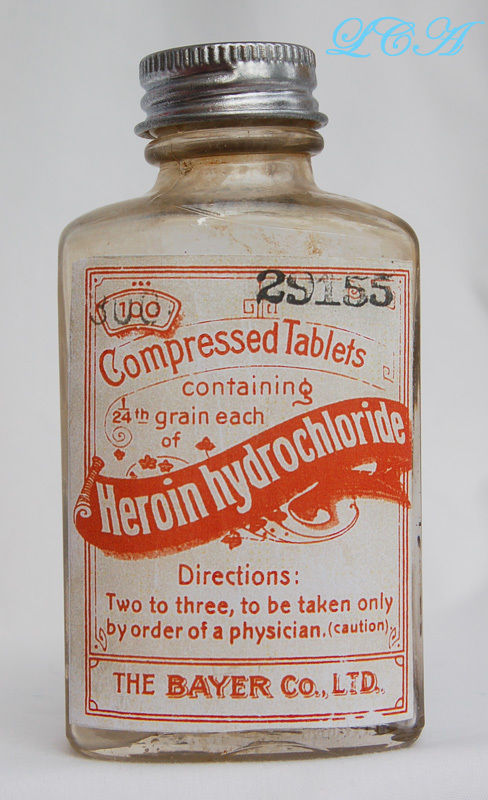 LCA
29155
100
Compressed Tablets
containing
1/24th grain each
of
Heroin hydrochloride
Directions:
Two to three, to be taken only
by order of a physician. (caution)
THE BAYER Co., LTD.